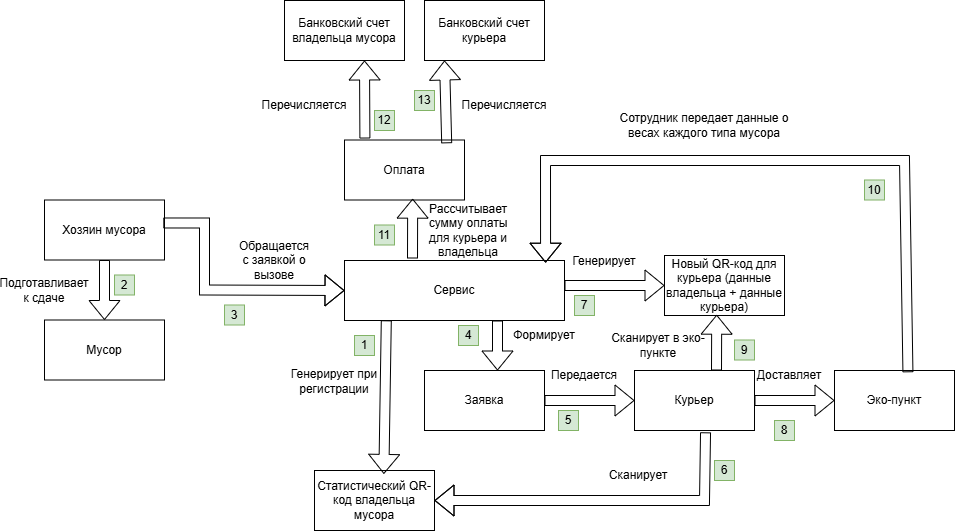 Банковский счет
владельца мусора
Банковский счет
курьера
Перечисляется
12
13
Перечисляется
Оплата
Сотрудник передает данные о
весах каждого типа мусора
10
Хозяин мусора
Обращается
с заявкой о
вызове
3
11
Рассчитывает
сумму оплаты
для курьера и
владельца
Подготавливает
к сдаче
2
Мусор
Сервис
Генерирует
7
Новый QR-код для
курьера (данные
владельца + данные
курьера)
1
Генерирует при
регистрации
4
Формирует
Сканирует в эко-
пункте
9
Заявка
Передается
5
Курьер
Доставляет
8
Эко-пункт
Сканирует
6
Статистический QR-
код владельца
мусора